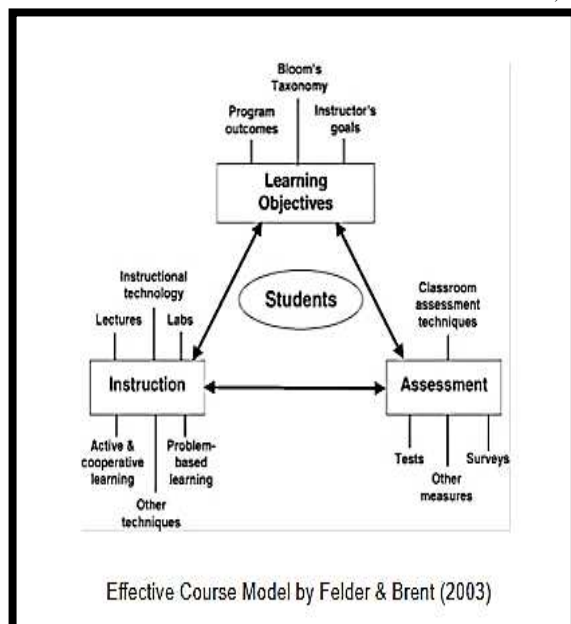 Bloom's
Taxonomy
Program
outcomes
Instructor's
goals
Learning
Objectives
Instructional
technology
Lectures
Labs
Students
Classroom
assessment
techniques
Instruction
Assessment
Active &
cooperative
learning
Problem-
based
learning
Other
techniques
Tests
Surveys
Other
measures
Effective Course Model by Felder & Brent (2003)